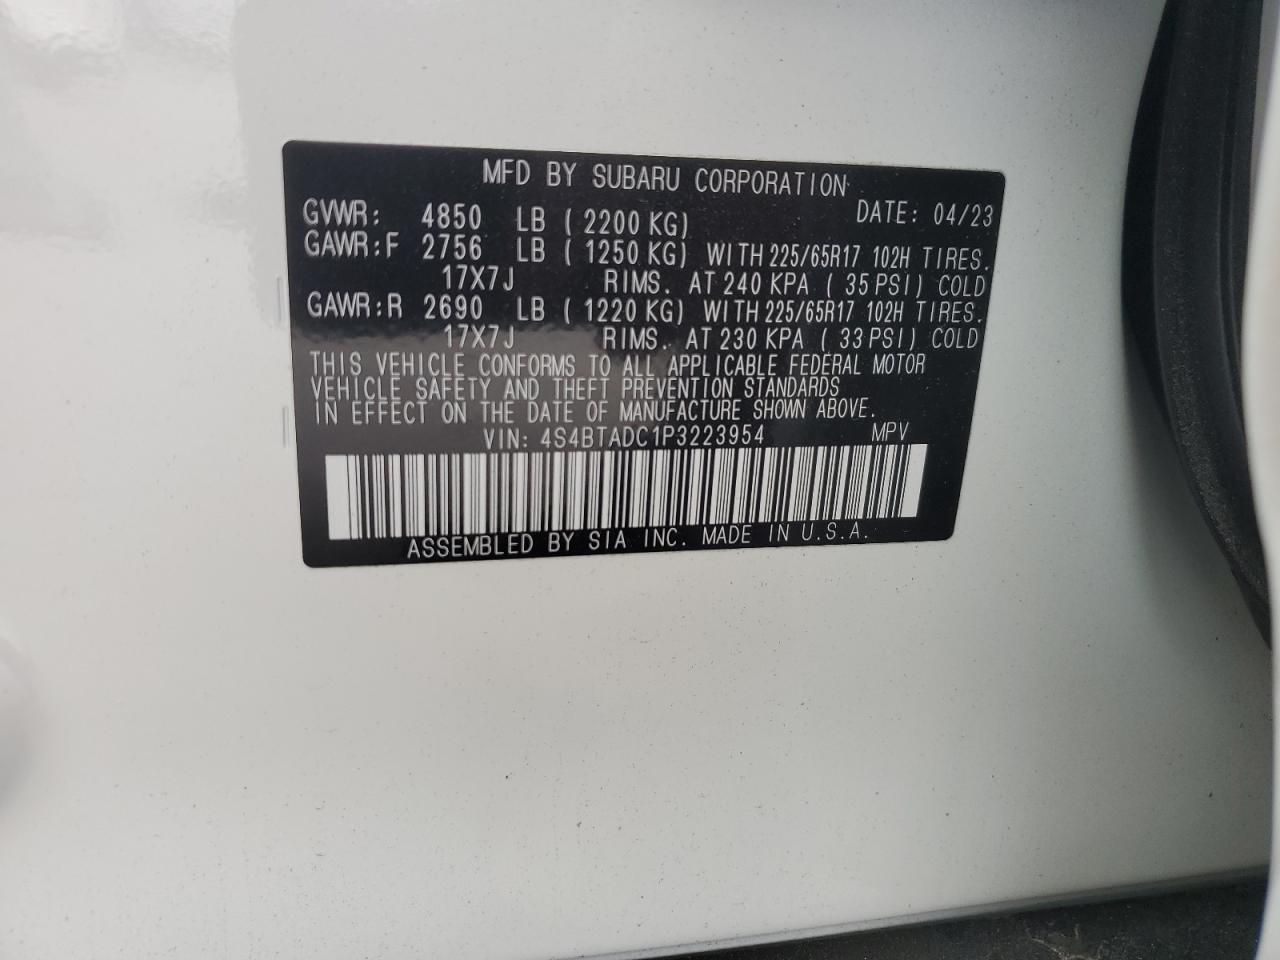 MFD BY SUBARU CORPORATION
GVWR: 4850 LB ( 2200 KG) DATE: 04/23
GAWR:F 2756 LB ( 1250 KG) WITH 225/65R17 102H TIRES.
17X7J RIMS. AT 240 KPA ( 35 PSI) COLD
GAWR:R 2690 LB ( 1220 KG) WITH 225/65R17 102H TIRES.
17X7J RIMS. AT 230 KPA ( 33 PSI) COLD
THIS VEHICLE CONFORMS TO ALL APPLICABLE FEDERAL MOTOR
VEHICLE SAFETY AND THEFT PREVENTION STANDARDS
IN EFFECT ON THE DATE OF MANUFACTURE SHOWN ABOVE.
VIN: 4S4BTADC1P3223954 MPV
ASSEMBLED BY SIA INC. MADE IN U.S.A.